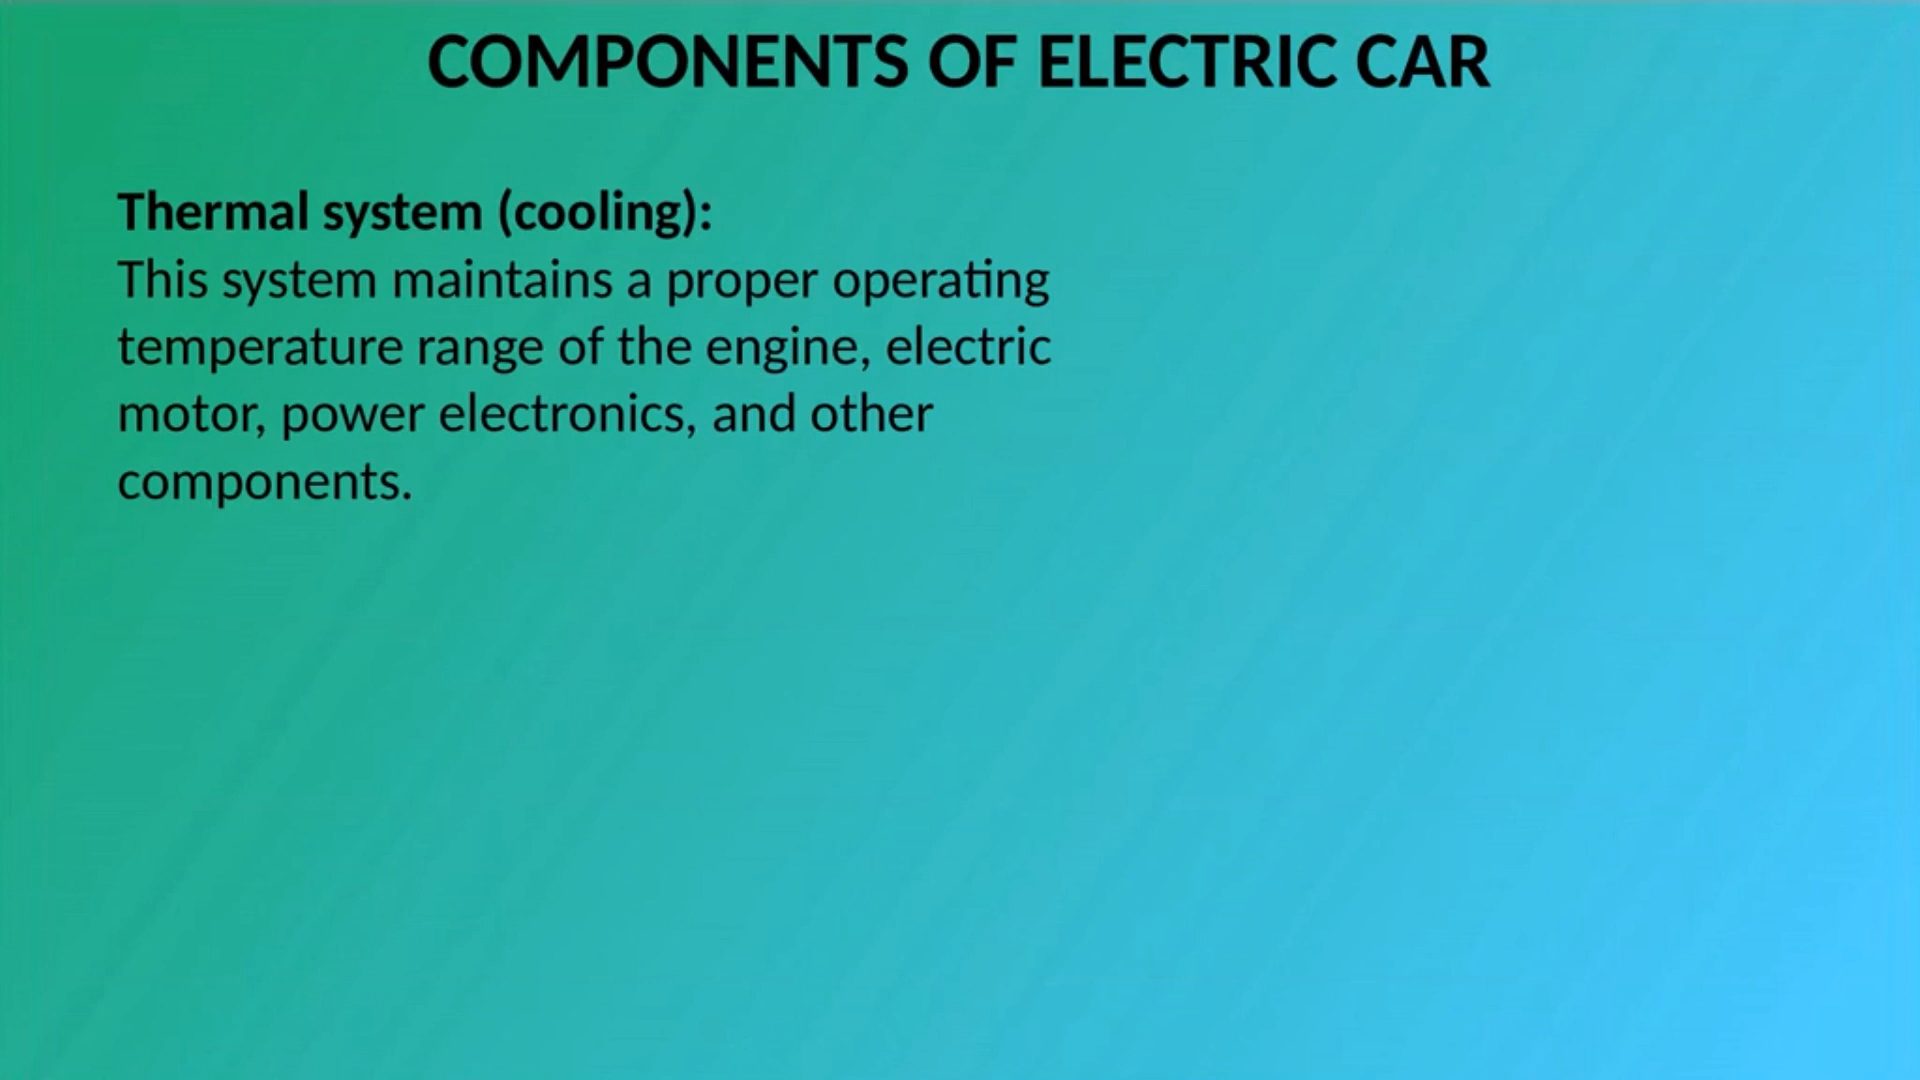 COMPONENTS OF ELECTRIC CAR
Thermal system (cooling):
This system maintains a proper operating
temperature range of the engine, electric
motor, power electronics, and other
components.